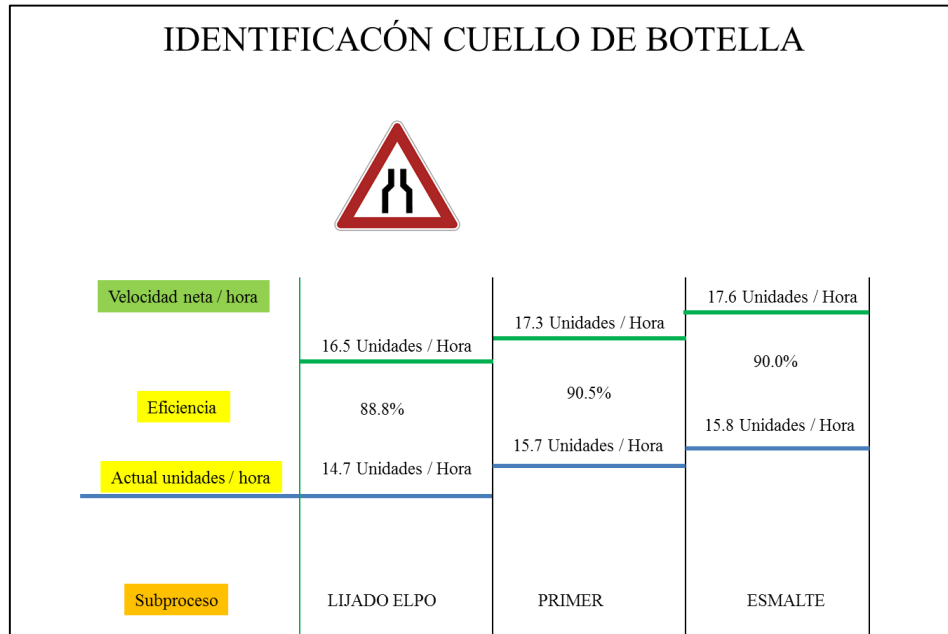 IDENTIFICACÓN CUELLO DE BOTELLA
Velocidad neta / hora
16.5 Unidades / Hora
17.3 Unidades / Hora
17.6 Unidades / Hora
Eficiencia
88.8%
90.5%
90.0%
Actual unidades / hora
14.7 Unidades / Hora
15.7 Unidades / Hora
15.8 Unidades / Hora
Subproceso
LIJADO ELPO
PRIMER
ESMALTE